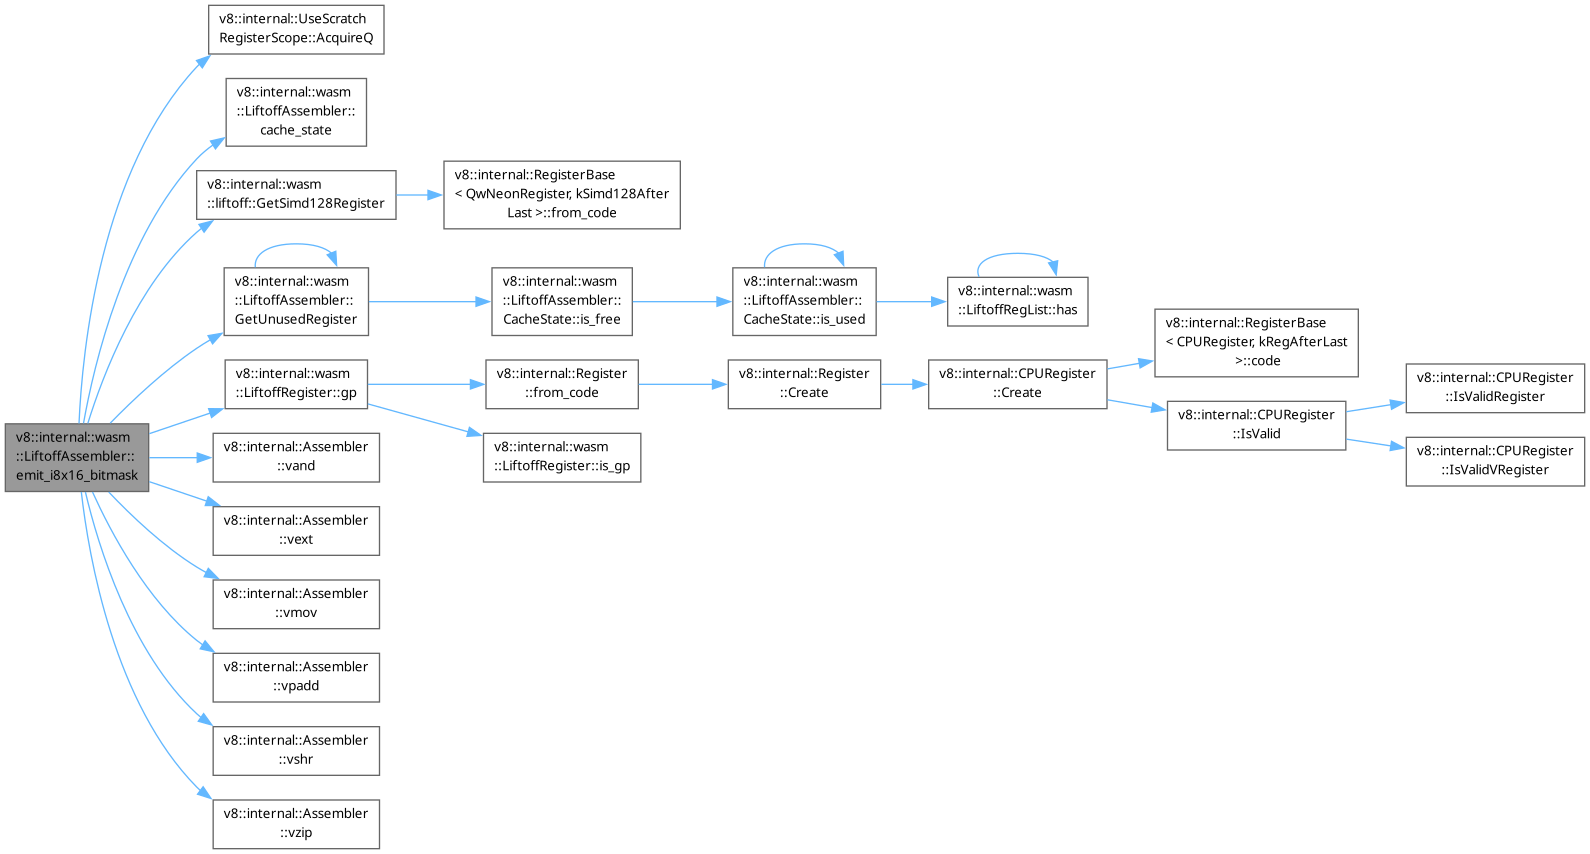 v8::internal::UseScratch
RegisterScope::AcquireQ
v8::internal::wasm
::LiftoffAssembler::
cache_state
v8::internal::wasm
::liftoff::GetSimd128Register
v8::internal::RegisterBase
< QwNeonRegister, kSimd128After
Last >::from_code
v8::internal::wasm
::LiftoffAssembler::
GetUnusedRegister
v8::internal::wasm
::LiftoffAssembler::
CacheState::is_free
v8::internal::wasm
::LiftoffAssembler::
CacheState::is_used
v8::internal::wasm
::LiftoffRegList::has
v8::internal::wasm
::LiftoffRegister::gp
v8::internal::Register
::from_code
v8::internal::Register
::Create
v8::internal::CPURegister
::Create
v8::internal::RegisterBase
< CPURegister, kRegAfterLast
>::code
v8::internal::CPURegister
::IsValid
v8::internal::CPURegister
::IsValidRegister
v8::internal::CPURegister
::IsValidVRegister
v8::internal::wasm
::LiftoffRegister::is_gp
v8::internal::wasm
::LiftoffAssembler::
emit_i8x16_bitmask
v8::internal::Assembler
::vand
v8::internal::Assembler
::vext
v8::internal::Assembler
::vmov
v8::internal::Assembler
::vpadd
v8::internal::Assembler
::vshr
v8::internal::Assembler
::vzip